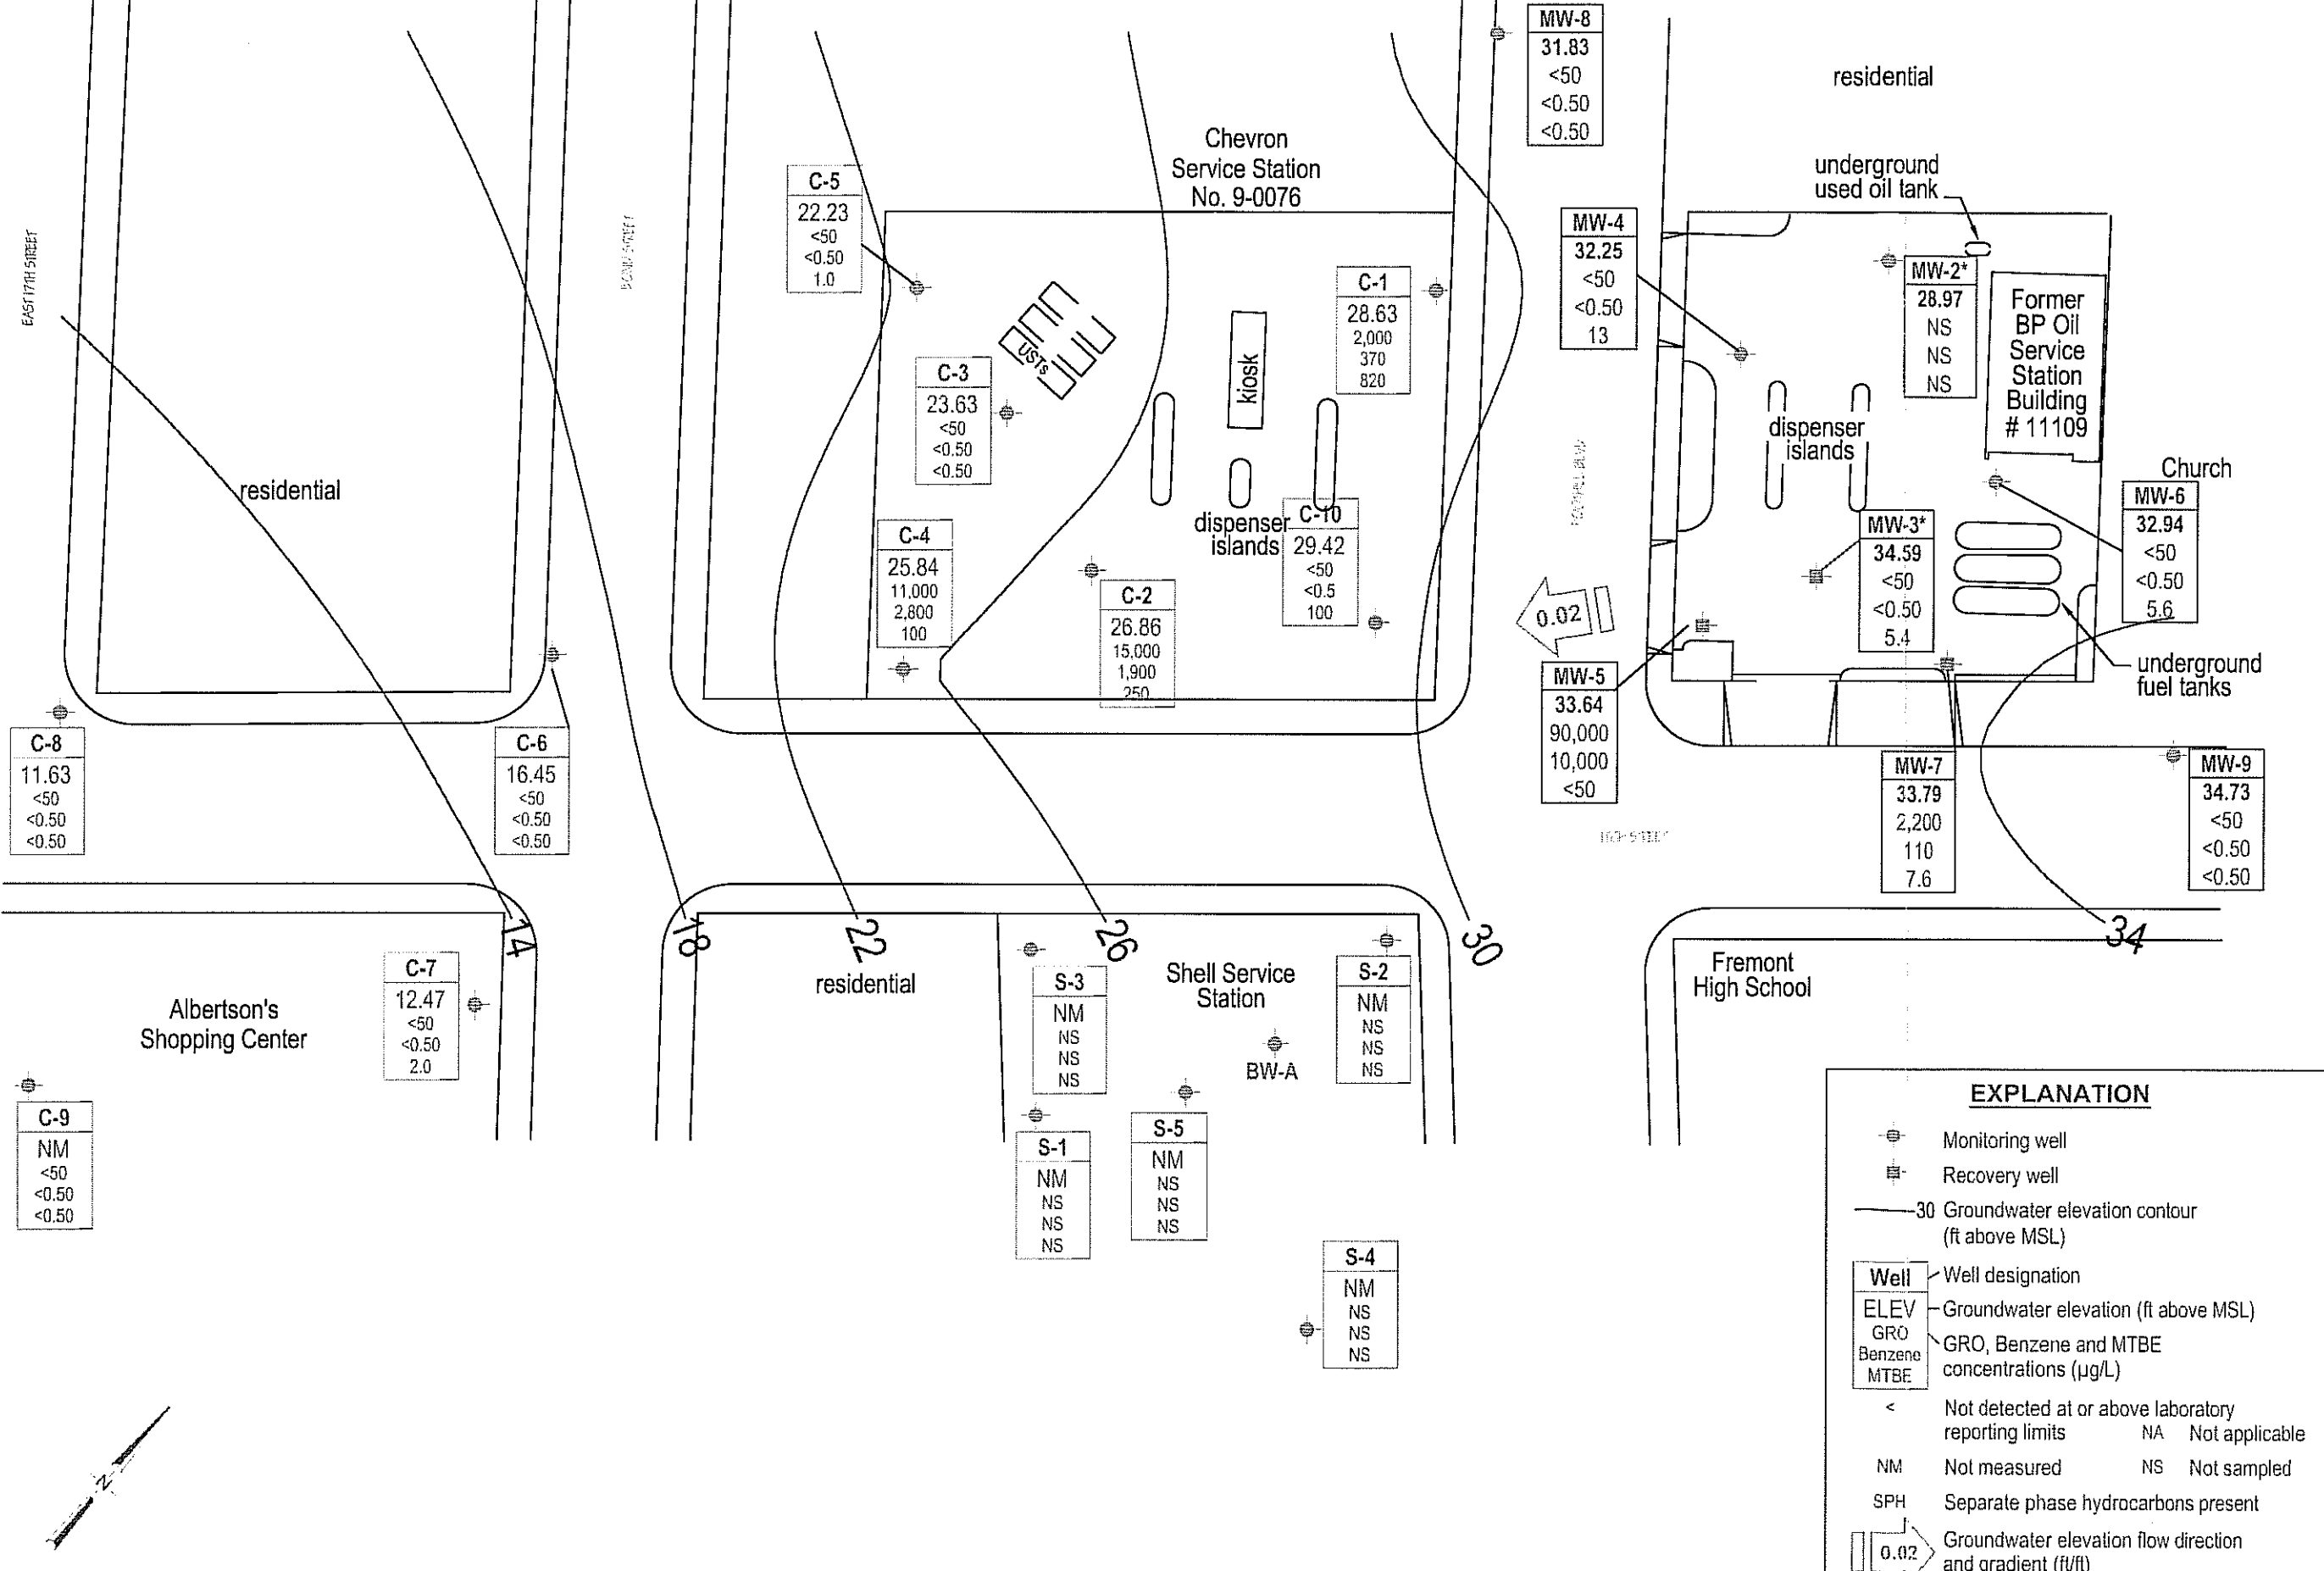 MW-8
31.83
<50
<0.50
<0.50
residential
Chevron
Service Station
No. 9-0076
underground
used oil tank
C-5
22.23
<50
<0.50
1.0
MW-4
32.25
<50
<0.50
13
EAST 17TH STREET
BOND STREET
C-1
28.63
2,000
370
820
MW-2*
28.97
NS
NS
NS
Former
BP Oil
Service
Station
Building
# 11109
USTs
kiosk
C-3
23.63
<50
<0.50
<0.50
dispenser
islands
Church
residential
MW-6
32.94
<50
<0.50
5.6
C-4
25.84
11,000
2,800
100
dispenser
islands
C-10
29.42
<50
<0.5
100
MW-3*
34.59
<50
<0.50
5.4
C-2
26.86
15,000
1,900
250
0.02
underground
fuel tanks
MW-5
33.64
90,000
10,000
<50
C-8
11.63
<50
<0.50
<0.50
C-6
16.45
<50
<0.50
<0.50
MW-7
33.79
2,200
110
7.6
MW-9
34.73
<50
<0.50
<0.50
14
18
22
26
30
34
C-7
12.47
<50
<0.50
2.0
Albertson's
Shopping Center
residential
S-3
NM
NS
NS
NS
Shell Service
Station
BW-A
S-2
NM
NS
NS
NS
Fremont
High School
C-9
NM
<50
<0.50
<0.50
S-1
NM
NS
NS
NS
S-5
NM
NS
NS
NS
S-4
NM
NS
NS
NS
N
EXPLANATION
Monitoring well
Recovery well
30 Groundwater elevation contour
(ft above MSL)
Well Well designation
ELEV Groundwater elevation (ft above MSL)
GRO
Benzene
MTBE
GRO, Benzene and MTBE
concentrations (µg/L)
< Not detected at or above laboratory
reporting limits NA Not applicable
NM Not measured NS Not sampled
SPH Separate phase hydrocarbons present
0.02 Groundwater elevation flow direction
and gradient (ft/ft)